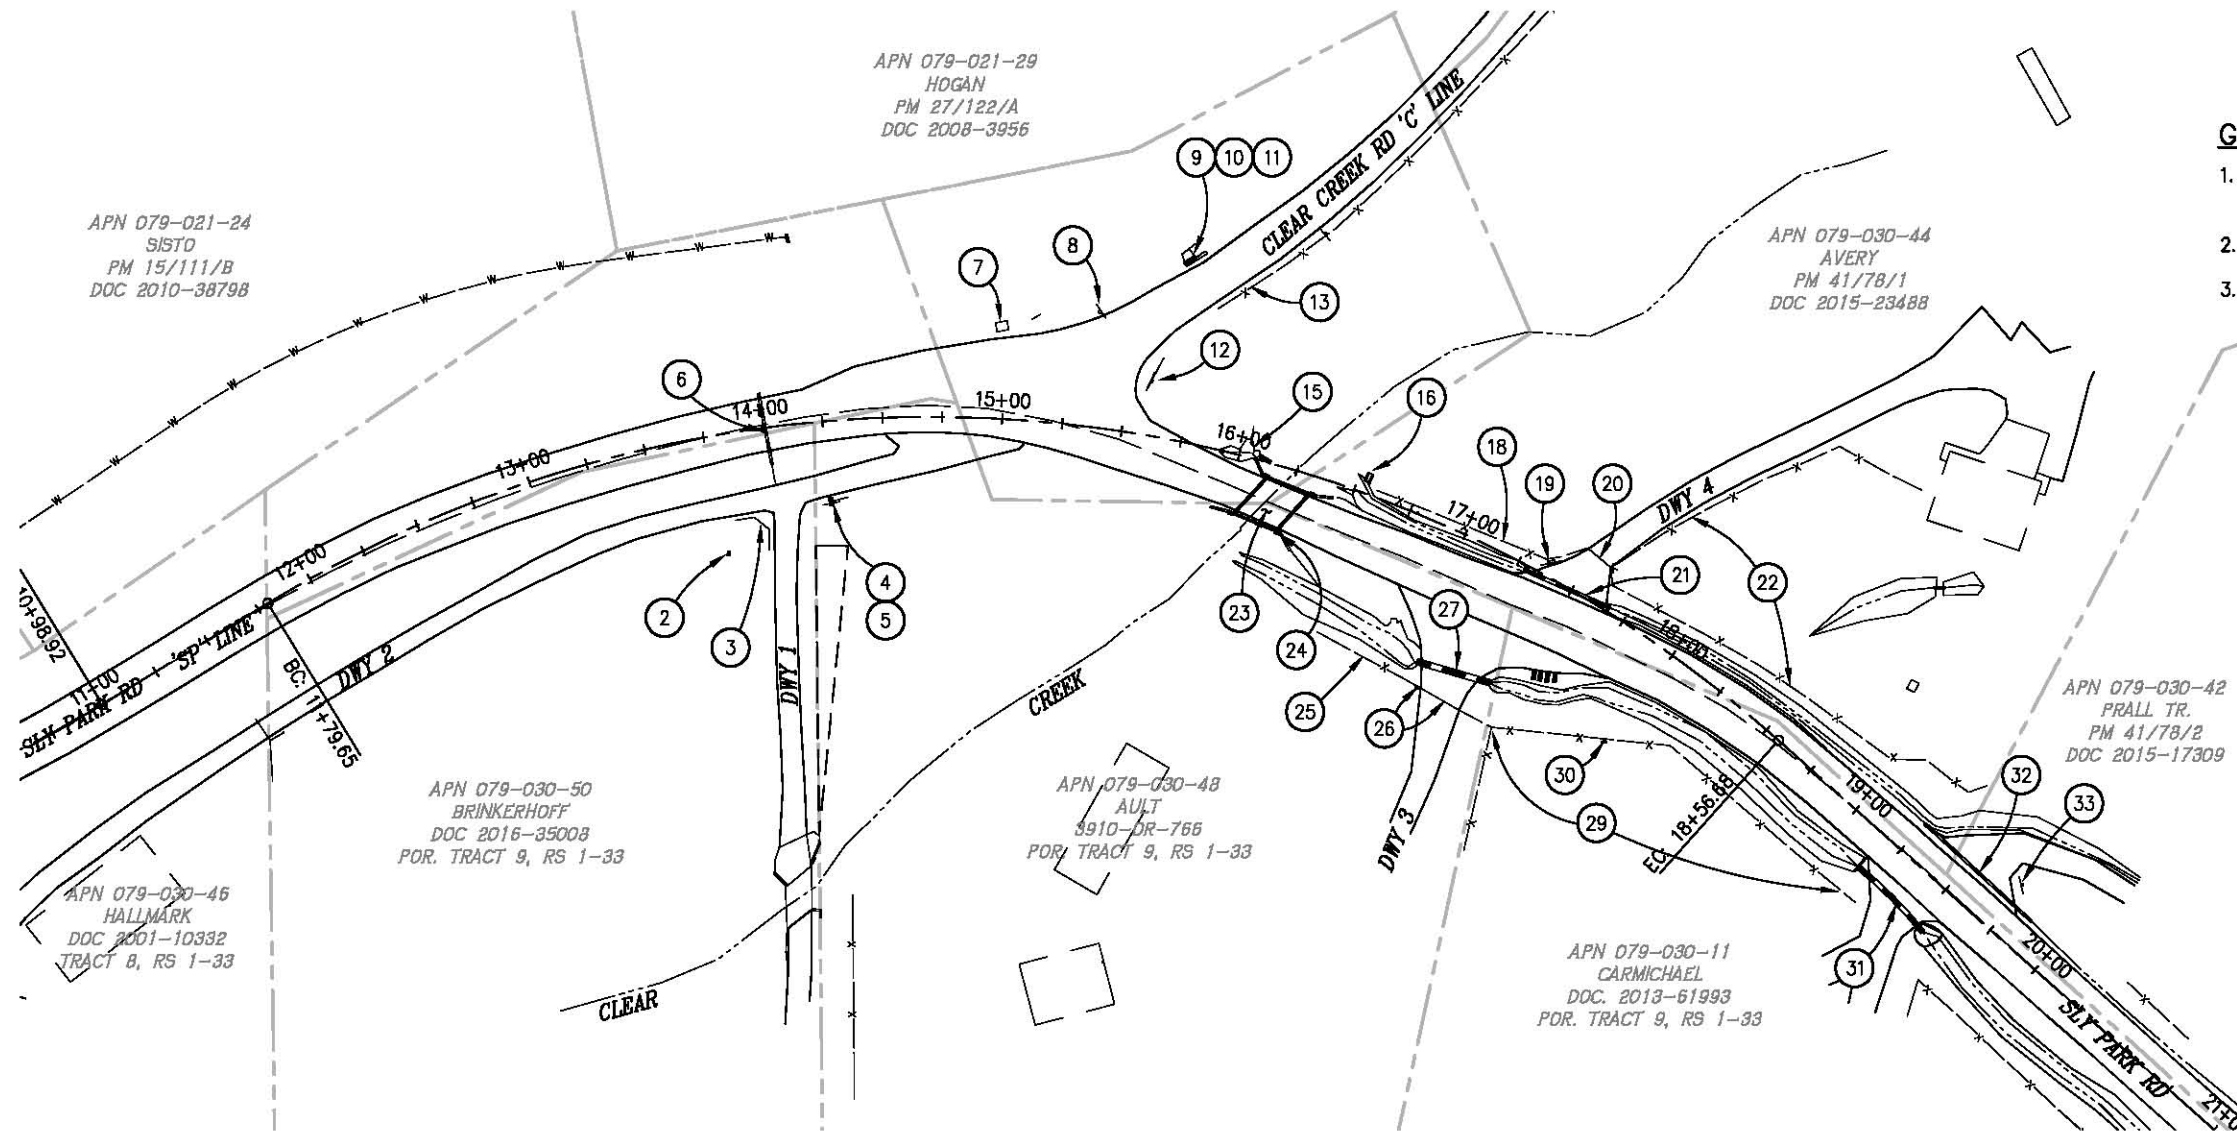 APN 079-021-29
HOGAN
PM 27/122/A
DOC 2008-3956
APN 079-021-24
SISTO
PM 15/111/B
DOC 2010-38798
APN 079-030-44
AVERY
PM 41/78/1
DOC 2015-23488
G
1.
2.
3.
CLEAR CREEK RD 'C' LINE
9
10
11
8
7
13
12
6
14+00
15+00
15
16
16+00
18
19
20
13+00
17+00
DWY 4
12+00
21
22
2
3
4
5
23
24
27
18+00
10+98.92
11+00
SLY PARK RD 'SP' LINE
BC: 11+79.65
DWY 2
DWY 1
CREEK
25
26
30
29
APN 079-030-42
PRALL TR.
PM 41/78/2
DOC 2015-17309
EC: 18+56.68
19+00
32
33
APN 079-030-50
BRINKERHOFF
DOC 2016-35008
POR. TRACT 9, RS 1-33
APN 079-030-48
AULT
3910-OR-766
POR. TRACT 9, RS 1-33
DWY 3
APN 079-030-46
HALLMARK
DOC 2001-10332
TRACT 8, RS 1-33
CLEAR
APN 079-030-11
CARMICHAEL
DOC. 2013-61993
POR. TRACT 9, RS 1-33
31
20+00
SLY PARK RD